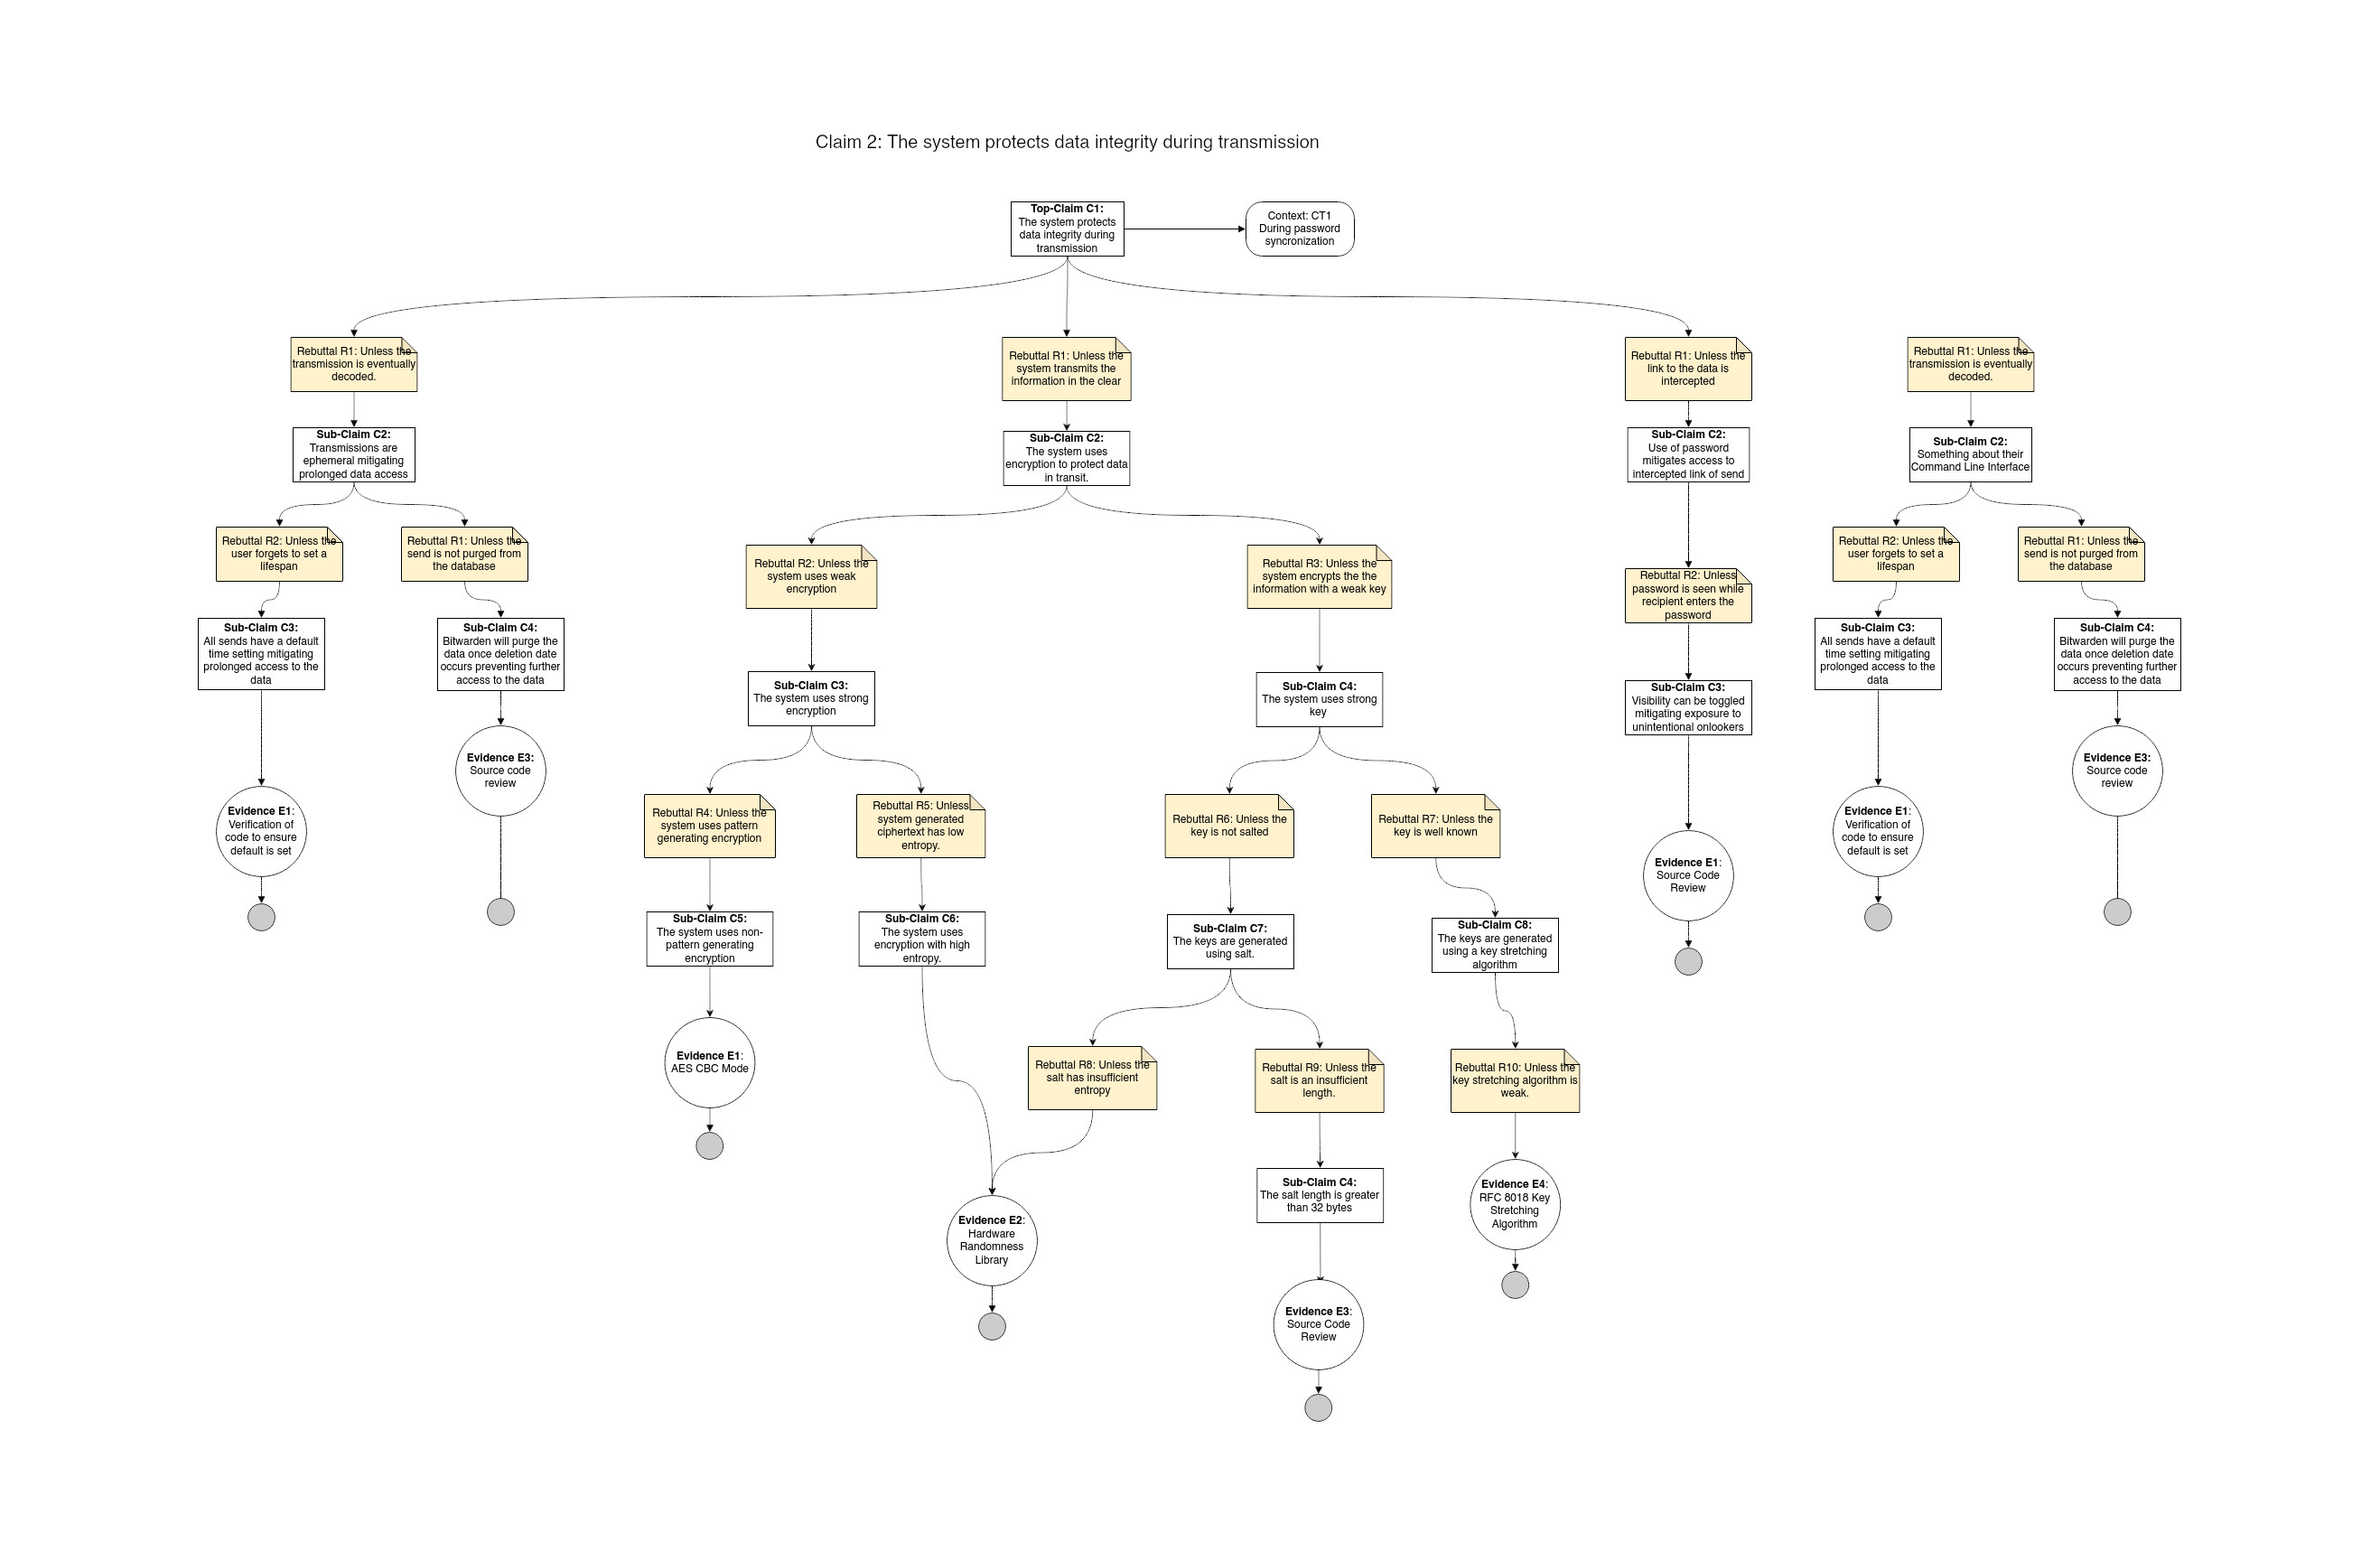 Claim 2: The system protects data integrity during transmission
Top-Claim C1:
The system protects
data integrity during
transmission
Context: CT1
During password
syncronization
Rebuttal R1: Unless the
transmission is eventually
decoded.
Rebuttal R1: Unless the
system transmits the
information in the clear
Rebuttal R1: Unless the
link to the data is
intercepted
Rebuttal R1: Unless the
transmission is eventually
decoded.
Sub-Claim C2:
Transmissions are
ephemeral mitigating
prolonged data access
Sub-Claim C2:
The system uses
encryption to protect data
in transit.
Sub-Claim C2:
Use of password
mitigates access to
intercepted link of send
Sub-Claim C2:
Something about their
Command Line Interface
Rebuttal R2: Unless the
user forgets to set a
lifespan
Rebuttal R1: Unless the
send is not purged from
the database
Rebuttal R2: Unless the
system uses weak
encryption
Rebuttal R3: Unless the
system encrypts the the
information with a weak key
Rebuttal R2: Unless
password is seen while
recipient enters the
password
Rebuttal R2: Unless the
user forgets to set a
lifespan
Rebuttal R1: Unless the
send is not purged from
the database
Sub-Claim C3:
All sends have a default
time setting mitigating
prolonged access to the
data
Sub-Claim C4:
Bitwarden will purge the
data once deletion date
occurs preventing further
access to the data
Sub-Claim C3:
The system uses strong
encryption
Sub-Claim C4:
The system uses strong
key
Sub-Claim C3:
Visibility can be toggled
mitigating exposure to
unintentional onlookers
Sub-Claim C3:
All sends have a default
time setting mitigating
prolonged access to the
data
Sub-Claim C4:
Bitwarden will purge the
data once deletion date
occurs preventing further
access to the data
Evidence E3:
Source code
review
Evidence E3:
Source code
review
Evidence E1:
Verification of
code to ensure
default is set
Rebuttal R4: Unless the
system uses pattern
generating encryption
Rebuttal R5: Unless
system generated
ciphertext has low
entropy.
Rebuttal R6: Unless the
key is not salted
Rebuttal R7: Unless the
key is well known
Evidence E1:
Source Code
Review
Evidence E1:
Verification of
code to ensure
default is set
Sub-Claim C5:
The system uses non-
pattern generating
encryption
Sub-Claim C6:
The system uses
encryption with high
entropy.
Sub-Claim C7:
The keys are generated
using salt.
Sub-Claim C8:
The keys are generated
using a key stretching
algorithm
Evidence E1:
AES CBC Mode
Rebuttal R8: Unless the
salt has insufficient
entropy
Rebuttal R9: Unless the
salt is an insufficient
length.
Rebuttal R10: Unless the
key stretching algorithm is
weak.
Evidence E2:
Hardware
Randomness
Library
Sub-Claim C4:
The salt length is greater
than 32 bytes
Evidence E4:
RFC 8018 Key
Stretching
Algorithm
Evidence E3:
Source Code
Review